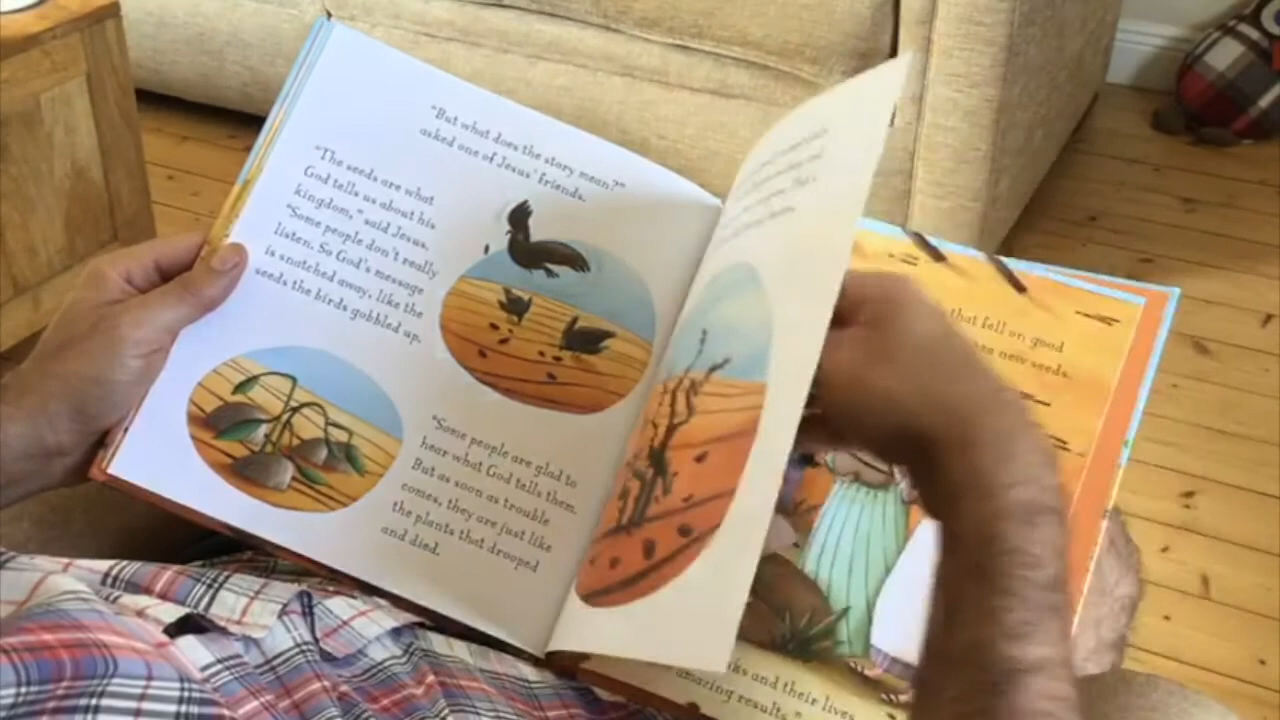 "But what does the story mean?"
asked one of Jesus' friends.
"The seeds are what
God tells us about his
kingdom," said Jesus.
"Some people don't really
listen. So God's message
is snatched away, like the
seeds the birds gobbled up.
"Some people are glad to
hear what God tells them.
But as soon as trouble
comes, they are just like
the plants that drooped
and died.
that fell on good
new seeds.
and their lives
amazing results."